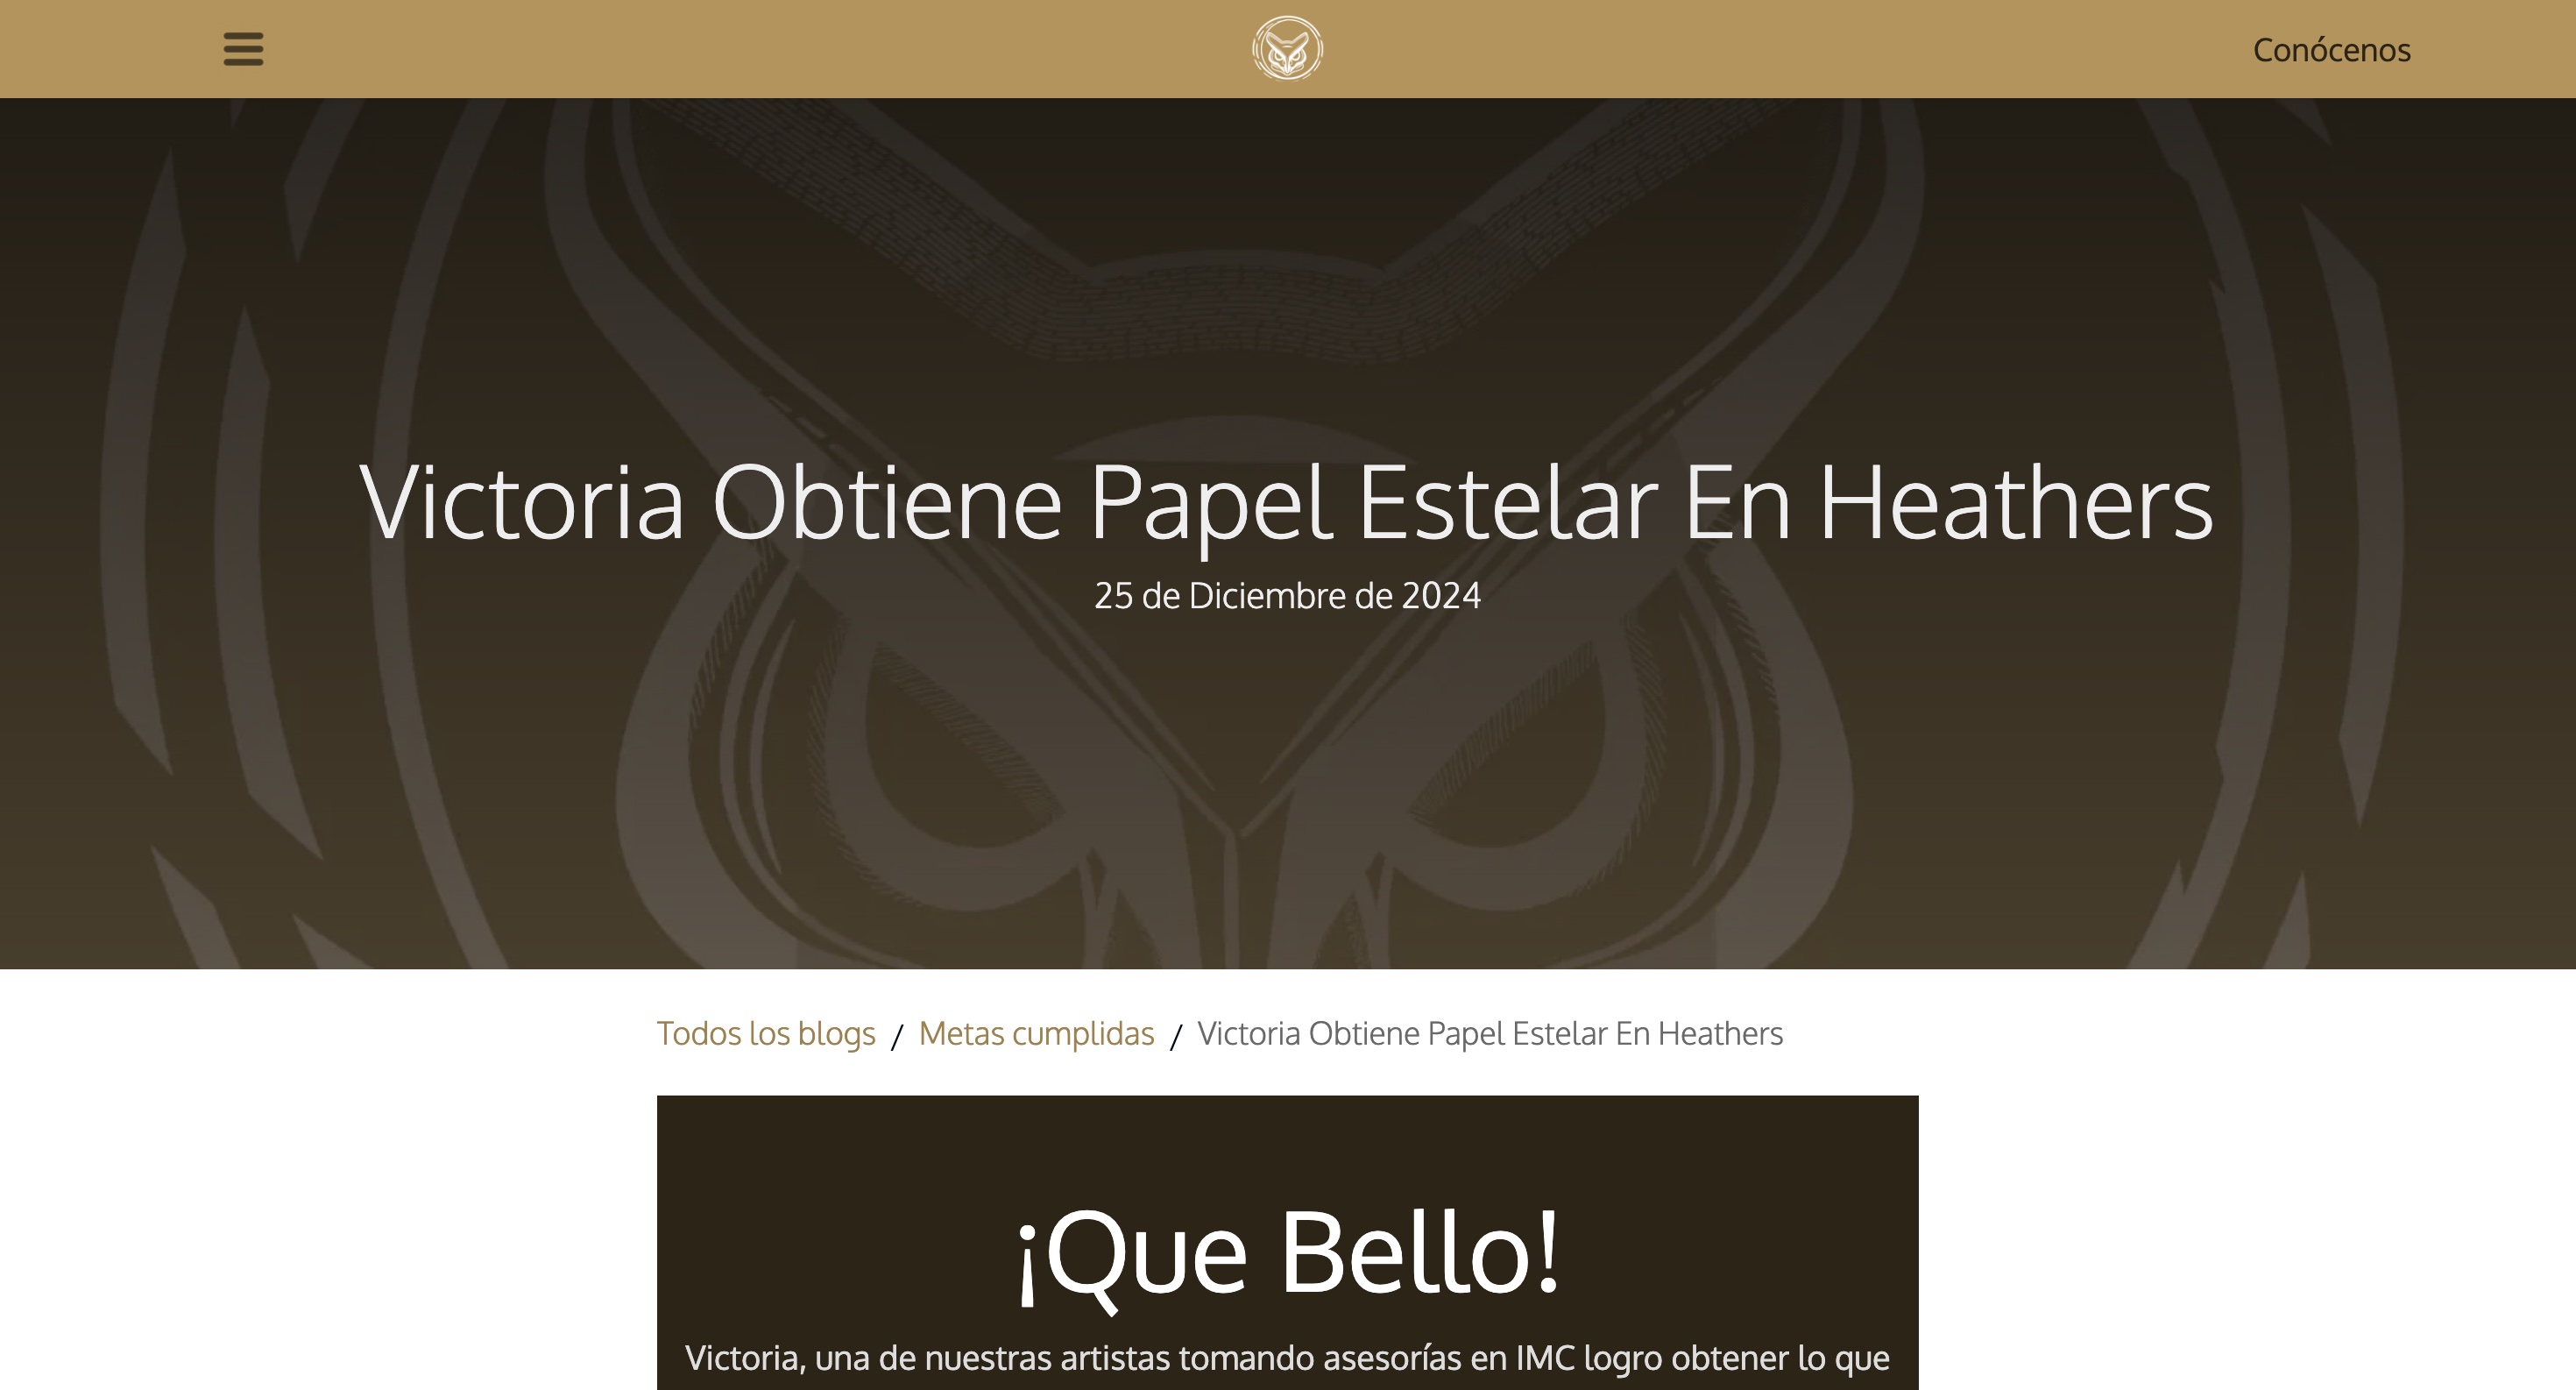 Conócenos
Victoria Obtiene Papel Estelar En Heathers
25 de Diciembre de 2024
Todos los blogs / Metas cumplidas / Victoria Obtiene Papel Estelar En Heathers
¡Que Bello!
Victoria, una de nuestras artistas tomando asesorías en IMC logro obtener lo que